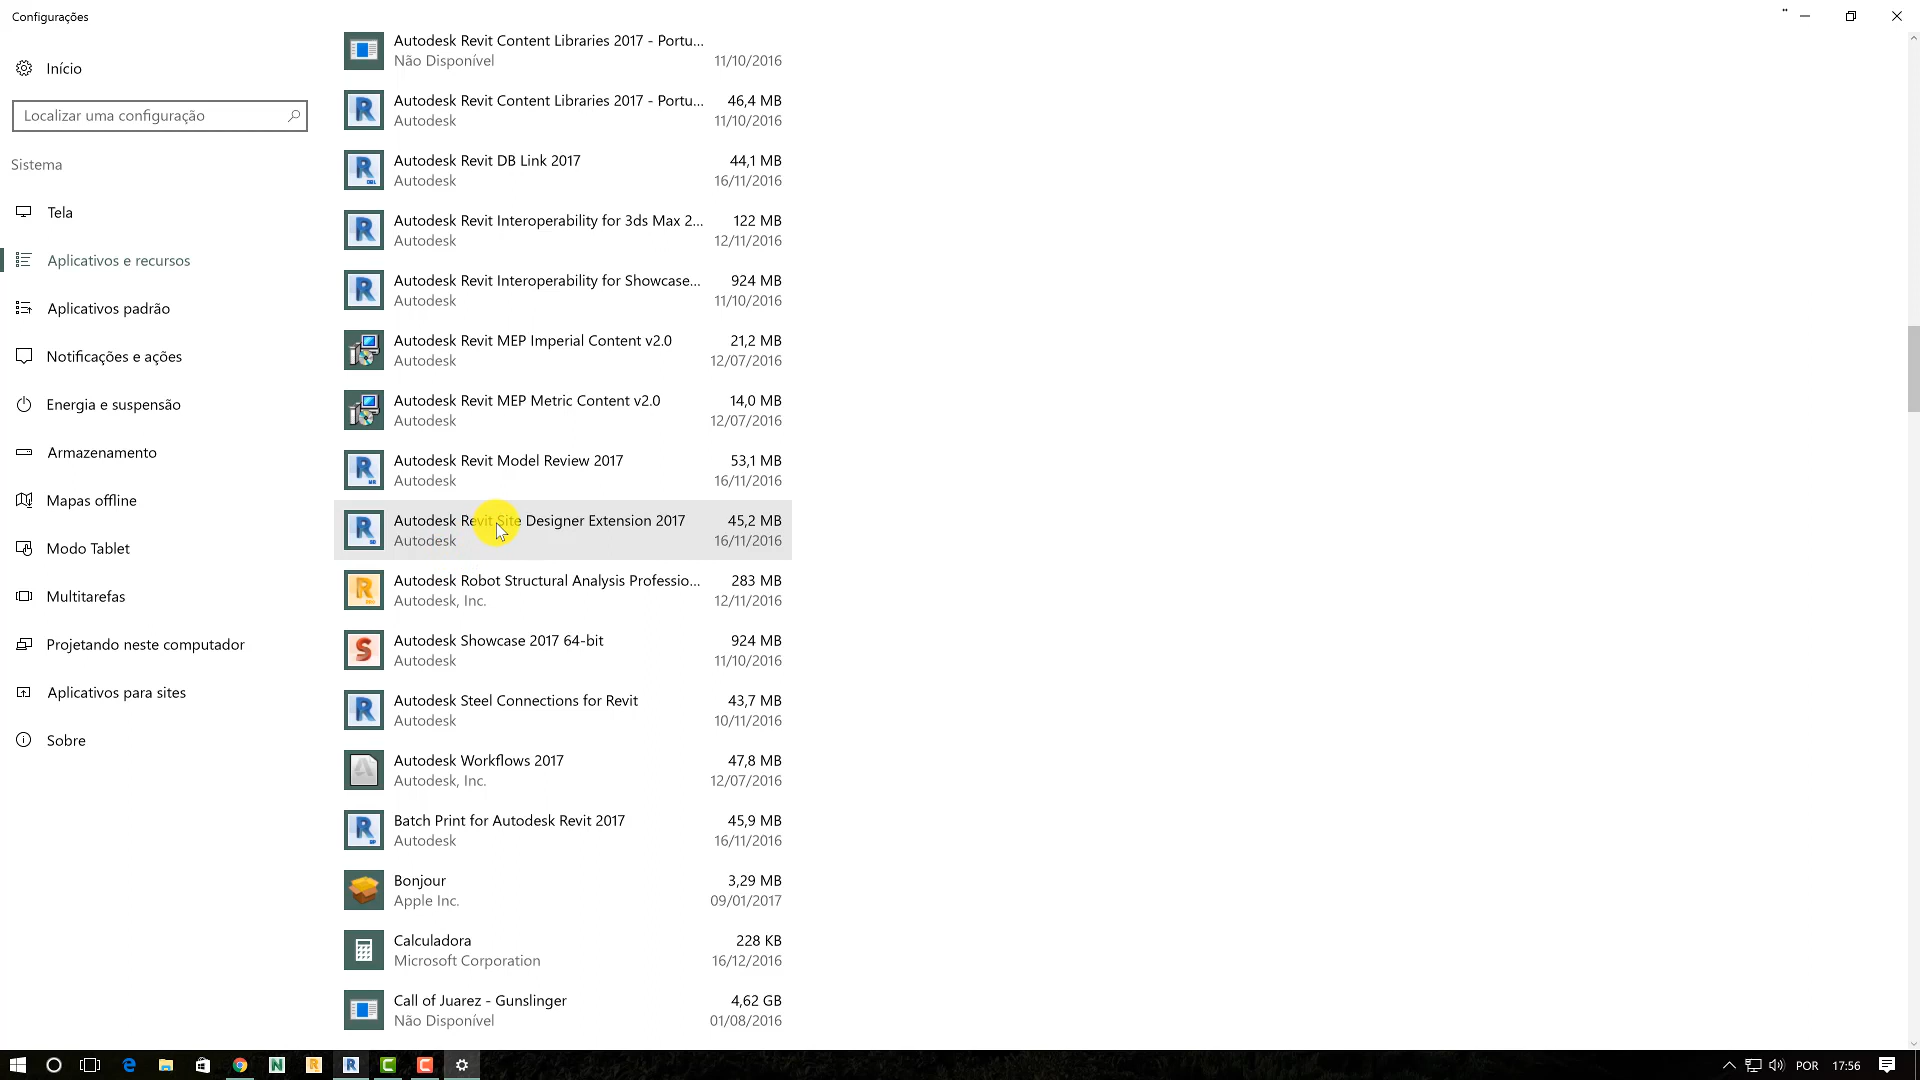 Configurações
Início
Localizar uma configuração
Sistema
Tela
Aplicativos e recursos
Aplicativos padrão
Notificações e ações
Energia e suspensão
Armazenamento
Mapas offline
Modo Tablet
Multitarefas
Projetando neste computador
Aplicativos para sites
Sobre
Autodesk Revit Content Libraries 2017 - Portu...
Não Disponível 11/10/2016
Autodesk Revit Content Libraries 2017 - Portu... 46,4 MB
Autodesk 11/10/2016
Autodesk Revit DB Link 2017 44,1 MB
Autodesk 16/11/2016
Autodesk Revit Interoperability for 3ds Max 2... 122 MB
Autodesk 12/11/2016
Autodesk Revit Interoperability for Showcase... 924 MB
Autodesk 11/10/2016
Autodesk Revit MEP Imperial Content v2.0 21,2 MB
Autodesk 12/07/2016
Autodesk Revit MEP Metric Content v2.0 14,0 MB
Autodesk 12/07/2016
Autodesk Revit Model Review 2017 53,1 MB
Autodesk 16/11/2016
Autodesk Revit Site Designer Extension 2017 45,2 MB
Autodesk 16/11/2016
Autodesk Robot Structural Analysis Professio... 283 MB
Autodesk, Inc. 12/11/2016
Autodesk Showcase 2017 64-bit 924 MB
Autodesk 11/10/2016
Autodesk Steel Connections for Revit 43,7 MB
Autodesk 10/11/2016
Autodesk Workflows 2017 47,8 MB
Autodesk, Inc. 12/07/2016
Batch Print for Autodesk Revit 2017 45,9 MB
Autodesk 16/11/2016
Bonjour 3,29 MB
Apple Inc. 09/01/2017
Calculadora 228 KB
Microsoft Corporation 16/12/2016
Call of Juarez - Gunslinger 4,62 GB
Não Disponível 01/08/2016
POR 17:56